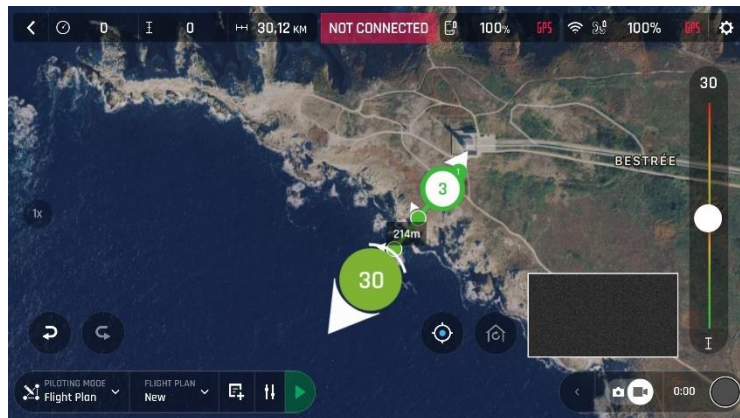 0
0
30,12 KM
NOT CONNECTED
100%
GPS
100%
GPS
30
BESTRÉE
1
3
1x
214m
30
PILOTING MODE
Flight Plan
FLIGHT PLAN
New
0:00